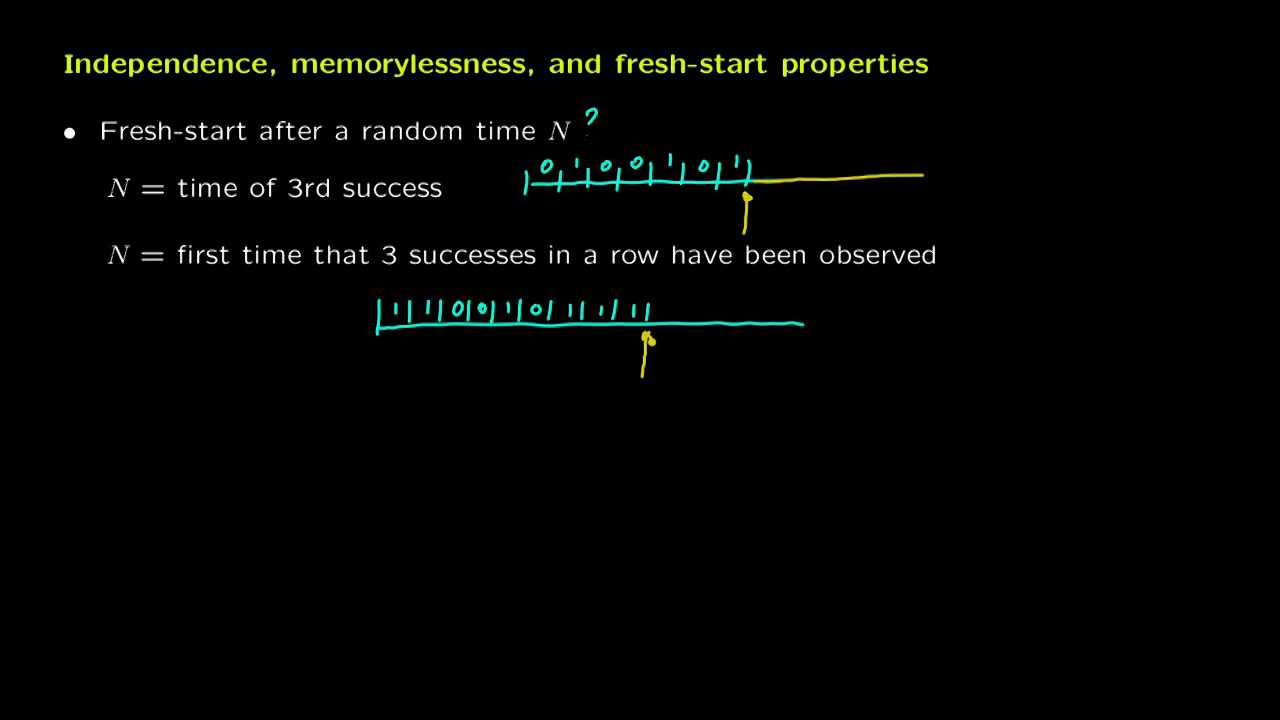 Independence, memorylessness, and fresh-start properties
• Fresh-start after a random time N ?
0 1 0 0 1 0 1
N = time of 3rd success
N = first time that 3 successes in a row have been observed
1 1 0 0 1 0 1 1 1